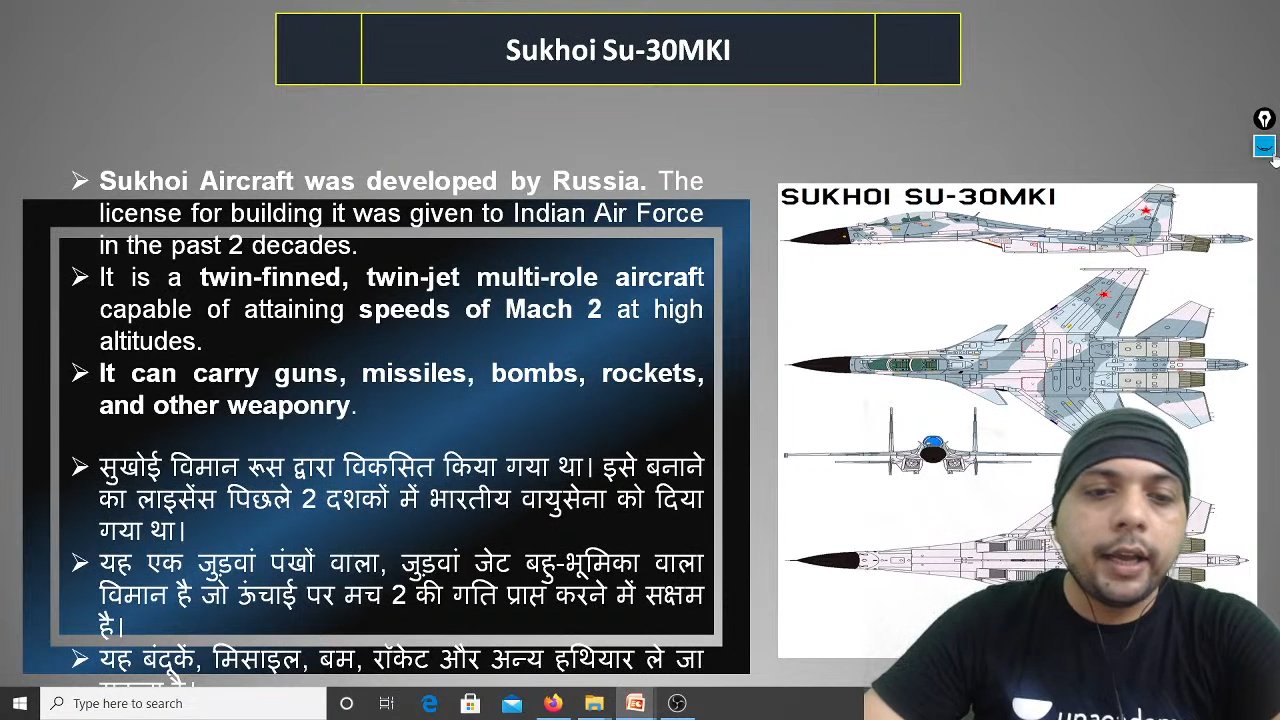 Sukhoi Su-30MKI
➢ Sukhoi Aircraft was developed by Russia. The
license for building it was given to Indian Air Force
in the past 2 decades.
➢ It is a twin-finned, twin-jet multi-role aircraft
capable of attaining speeds of Mach 2 at high
altitudes.
➢ It can carry guns, missiles, bombs, rockets,
and other weaponry.
➢ सुखोई विमान रूस द्वारा विकसित किया गया था। इसे बनाने
का लाइसेंस पिछले 2 दशकों में भारतीय वायुसेना को दिया
गया था।
➢ यह एक जुड़वां पंखों वाला, जुड़वां जेट बहु-भूमिका वाला
विमान है जो ऊंचाई पर मच 2 की गति प्राप्त करने में सक्षम
है।
➢ यह बंदूकें, मिसाइल, बम, रॉकेट और अन्य हथियार ले जा
SUKHOI SU-30MKI
Type here to search